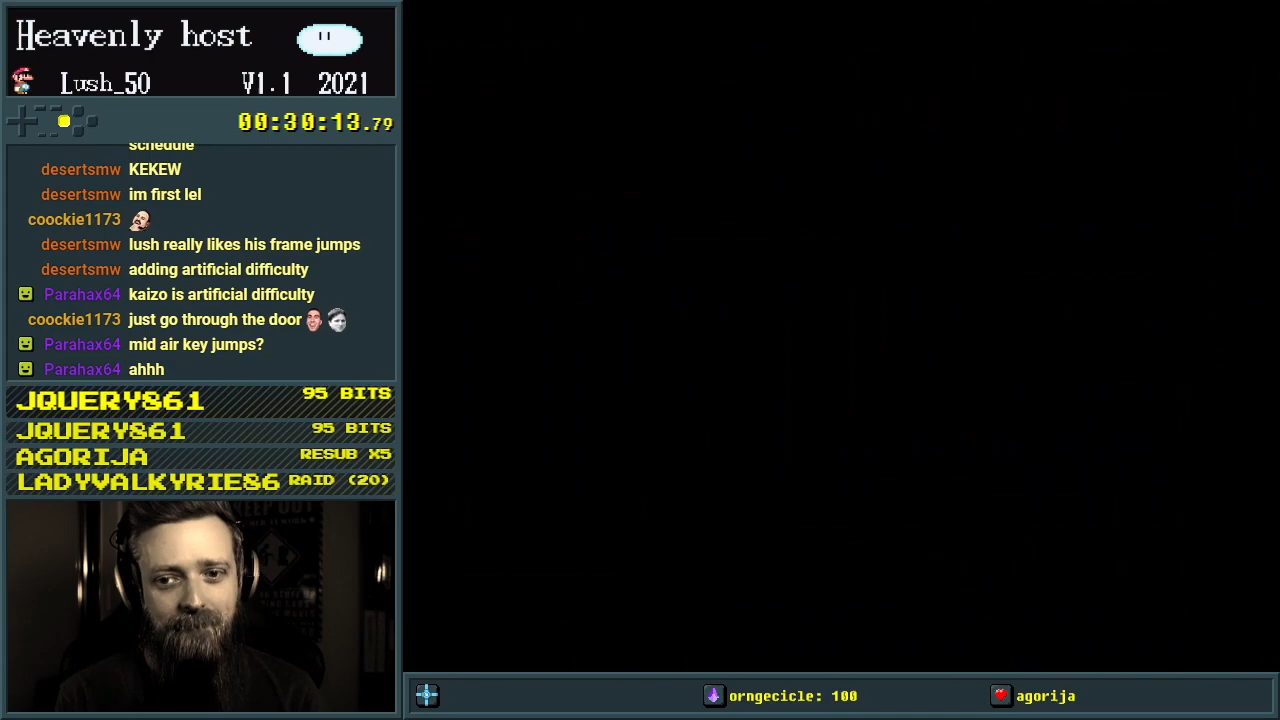 Heavenly host
Lush_50 V1.1 2021
00:30:13.79
schedule
desertsmw KEKEW
desertsmw im first lel
coockie1173
desertsmw lush really likes his frame jumps
desertsmw adding artificial difficulty
Parahax64 kaizo is artificial difficulty
coockie1173 just go through the door
Parahax64 mid air key jumps?
Parahax64 ahhh
JQUERY861 95 BITS
JQUERY861 95 BITS
AGORIJA RESUB X5
LADYVALKYRIE86 RAID (20)
KEEP OUT
orngecicle: 100 agorija